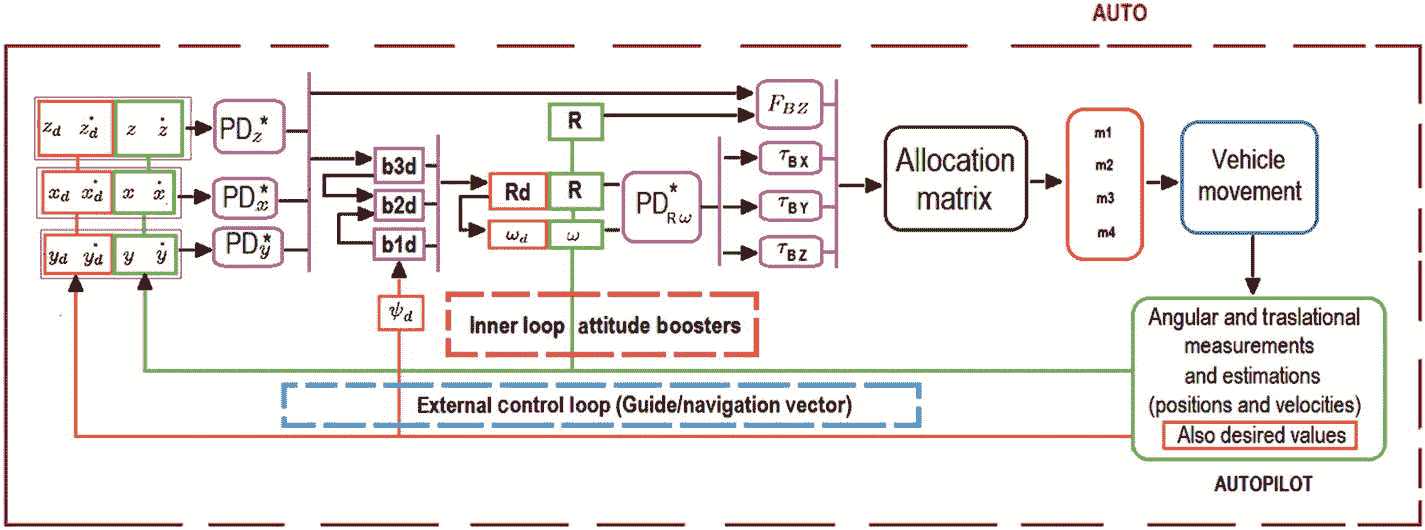 AUTO
z_d ż_d z ż
PD_z*
x_d ẋ_d x ẋ
PD*_x
y_d ẏ_d y ẏ
PD*_y
b3d
b2d
b1d
ψ_d
R
Rd R
ω_d ω
PD*_Rω
F_BZ
τ_BX
τ_BY
τ_BZ
Allocation
matrix
m1
m2
m3
m4
Vehicle
movement
Inner loop attitude boosters
External control loop (Guide/navigation vector)
Angular and traslational
measurements
and estimations
(positions and velocities)
Also desired values
AUTOPILOT